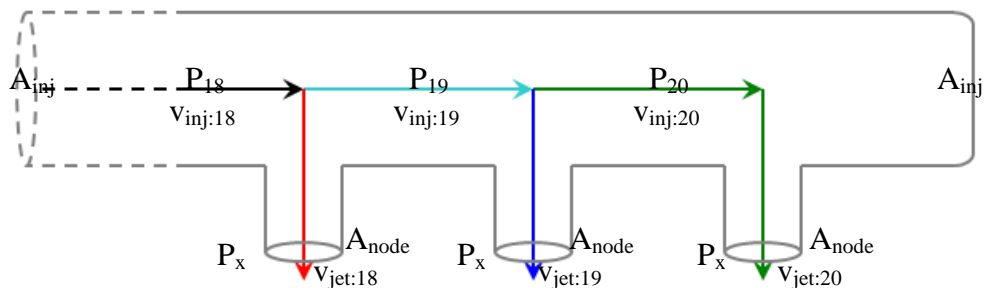 A_inj P_18 P_19 P_20 A_inj
v_inj:18 v_inj:19 v_inj:20
P_x A_node P_x A_node P_x A_node
v_jet:18 v_jet:19 v_jet:20